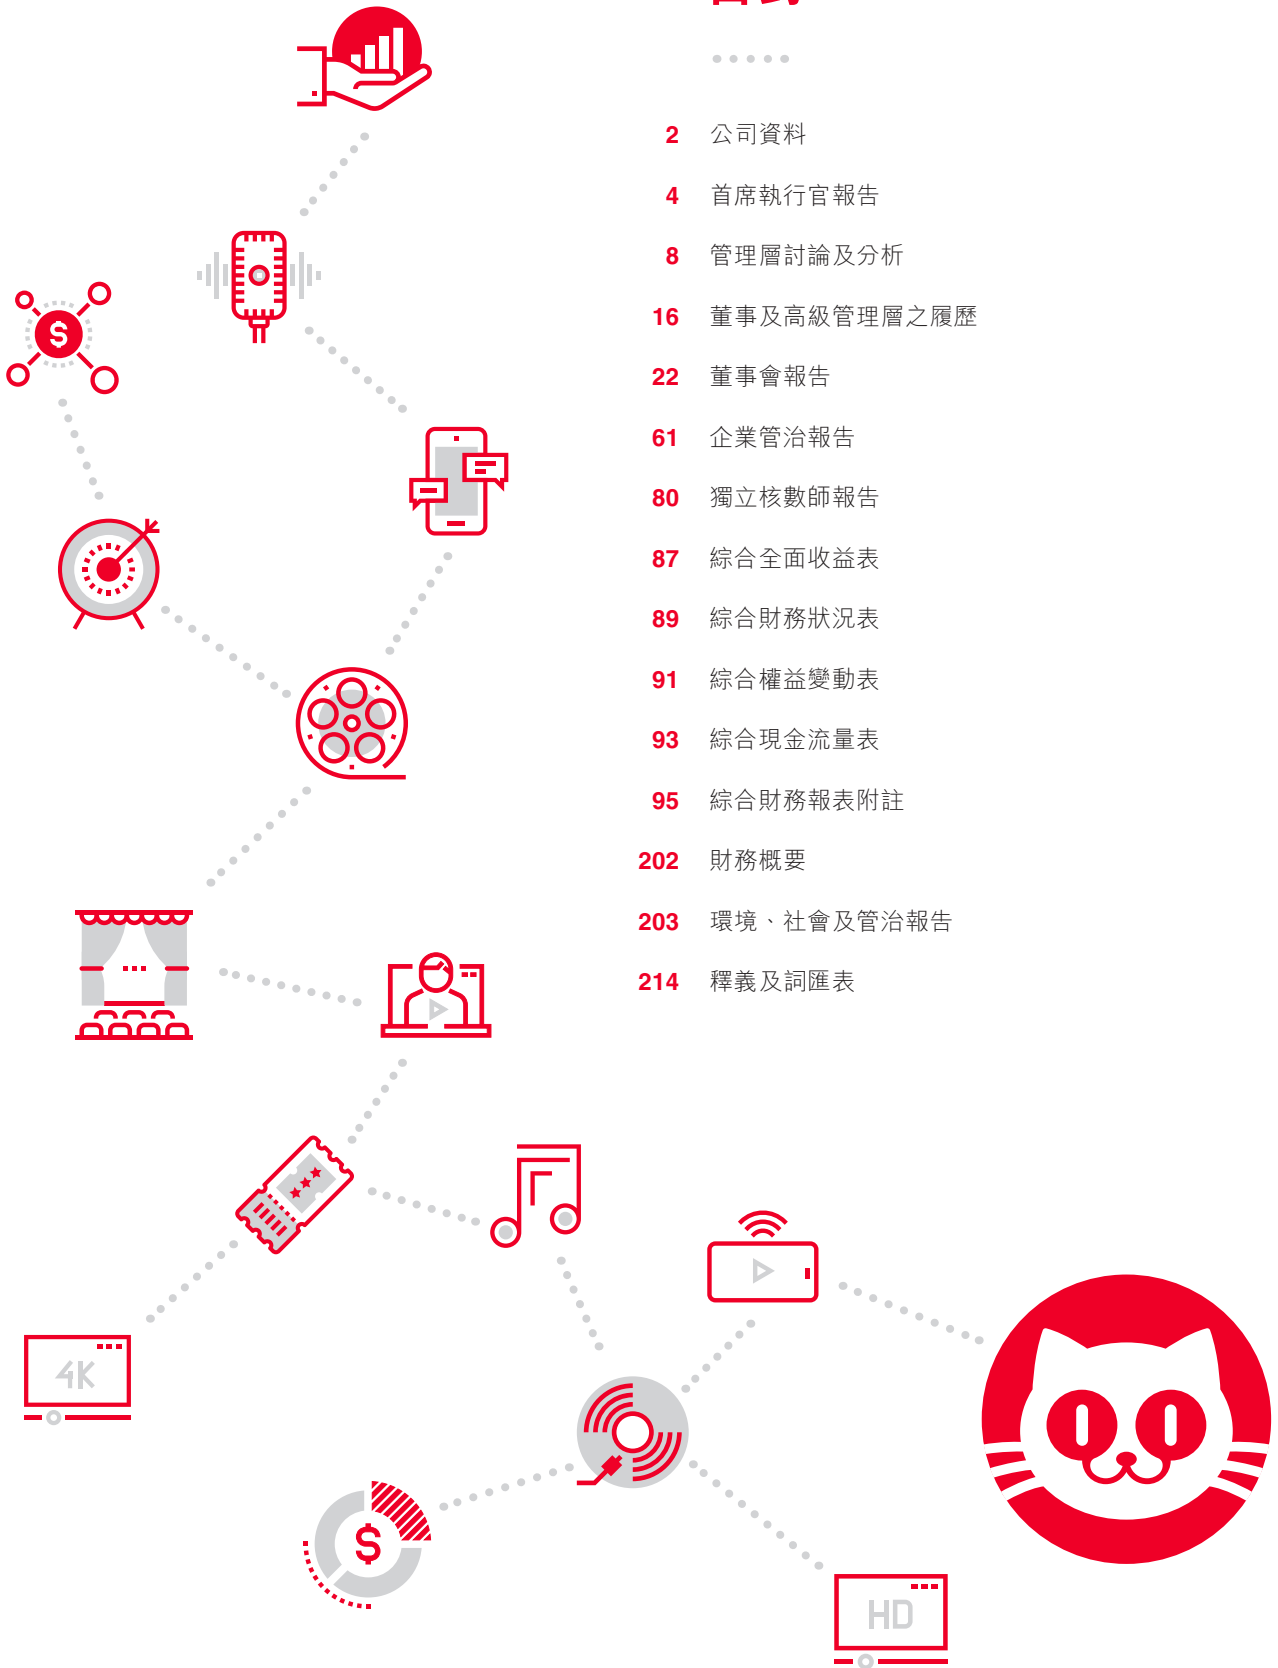 2 公司資料
4 首席執行官報告
8 管理層討論及分析
16 董事及高級管理層之履歷
22 董事會報告
61 企業管治報告
80 獨立核數師報告
87 綜合全面收益表
89 綜合財務狀況表
91 綜合權益變動表
93 綜合現金流量表
95 綜合財務報表附註
202 財務概要
203 環境、社會及管治報告
214 釋義及詞匯表
$
4K
$
HD